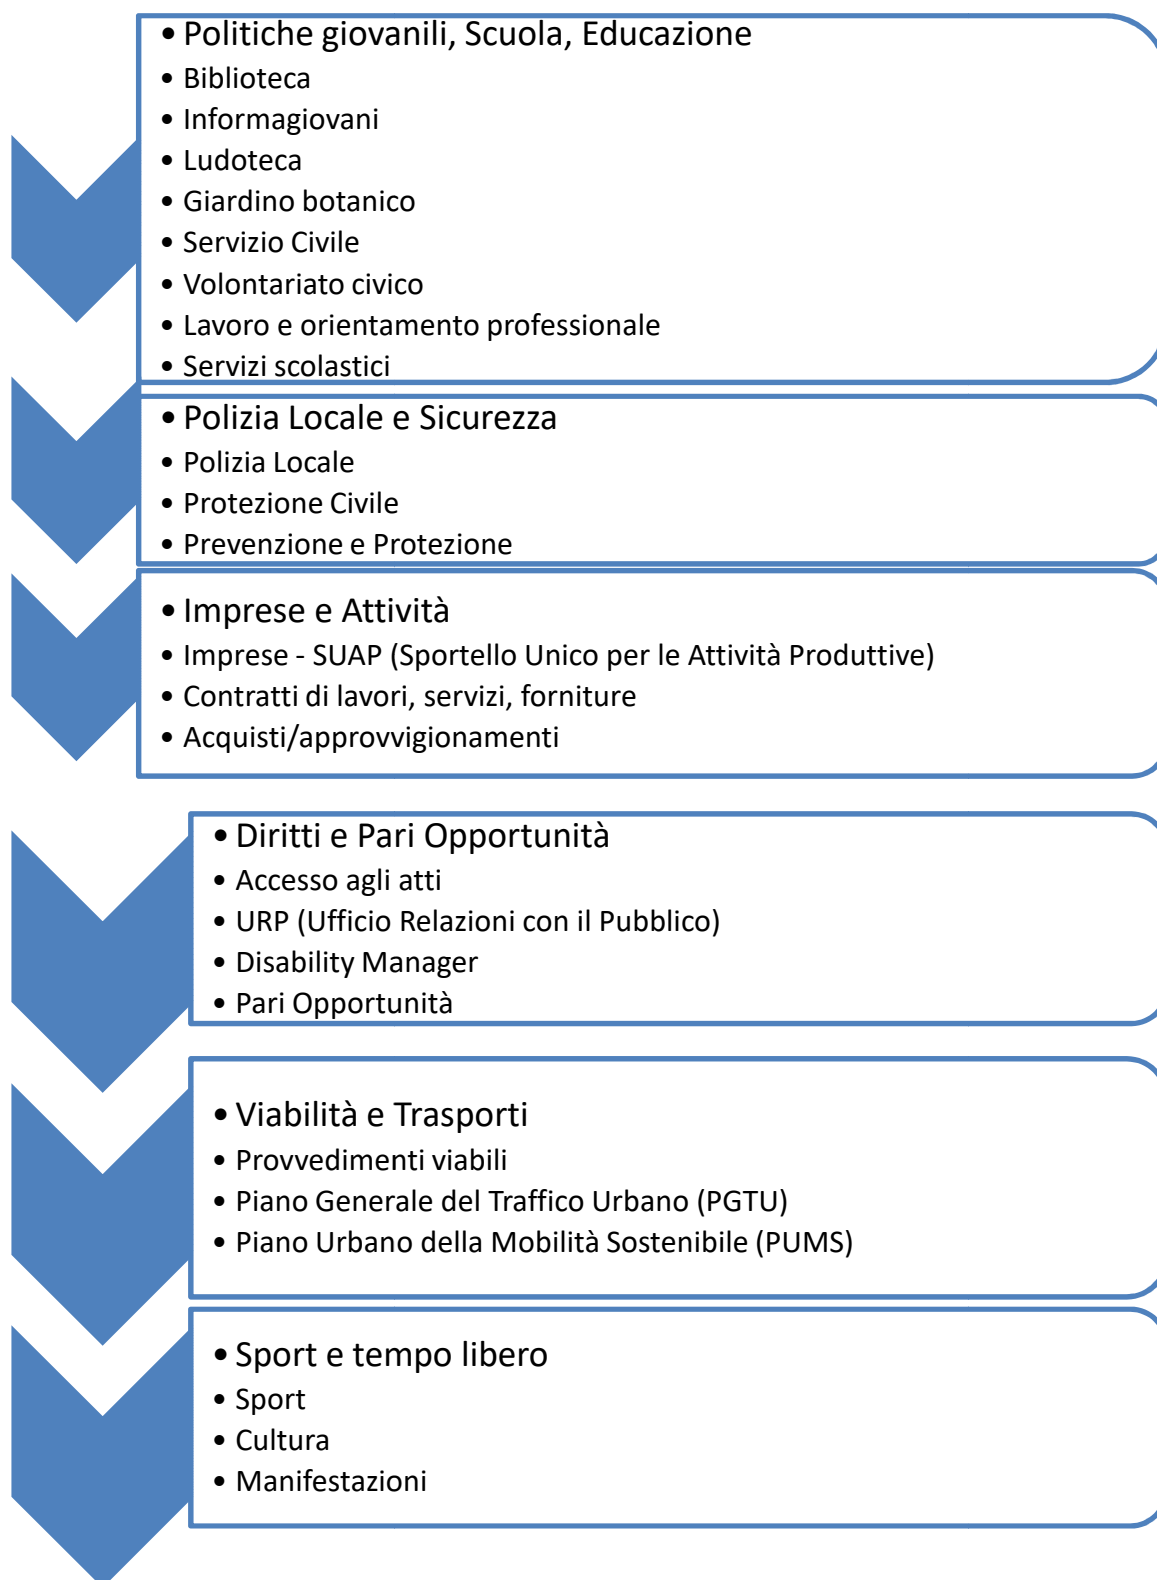 • Politiche giovanili, Scuola, Educazione
• Biblioteca
• Informagiovani
• Ludoteca
• Giardino botanico
• Servizio Civile
• Volontariato civico
• Lavoro e orientamento professionale
• Servizi scolastici
• Polizia Locale e Sicurezza
• Polizia Locale
• Protezione Civile
• Prevenzione e Protezione
• Imprese e Attività
• Imprese - SUAP (Sportello Unico per le Attività Produttive)
• Contratti di lavori, servizi, forniture
• Acquisti/approvvigionamenti
• Diritti e Pari Opportunità
• Accesso agli atti
• URP (Ufficio Relazioni con il Pubblico)
• Disability Manager
• Pari Opportunità
• Viabilità e Trasporti
• Provvedimenti viabili
• Piano Generale del Traffico Urbano (PGTU)
• Piano Urbano della Mobilità Sostenibile (PUMS)
• Sport e tempo libero
• Sport
• Cultura
• Manifestazioni